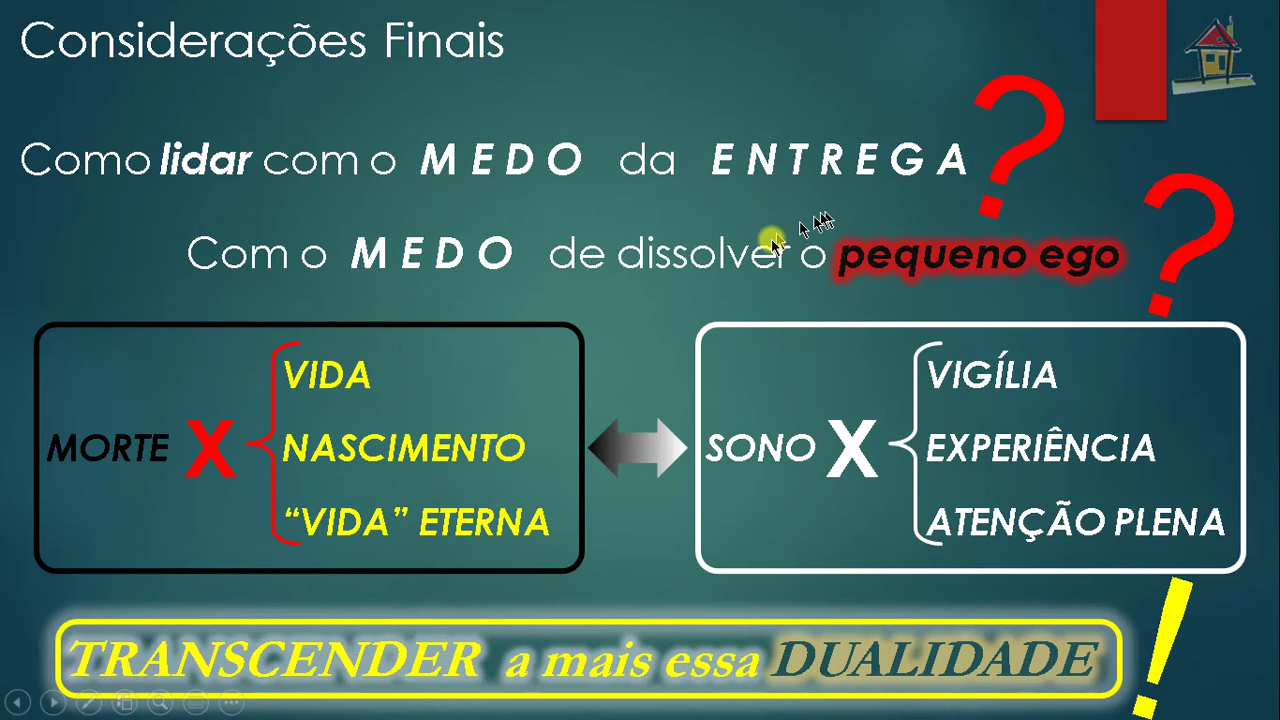 Considerações Finais
Como lidar com o MEDO da ENTREGA ?
Com o MEDO de dissolver o pequeno ego ?
MORTE X
VIDA
NASCIMENTO
“VIDA” ETERNA
SONO X
VIGÍLIA
EXPERIÊNCIA
ATENÇÃO PLENA
TRANSCENDER a mais essa DUALIDADE !